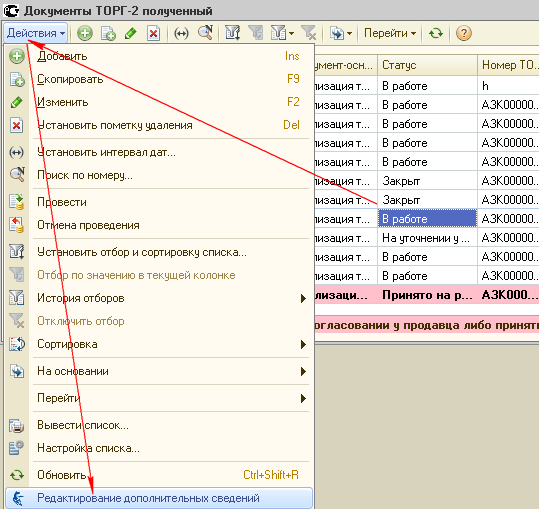 Документы ТОРГ-2 полученный
Действия Перейти
Добавить Ins
Скопировать F9
Изменить F2
Установить пометку удаления Del
Установить интервал дат...
Поиск по номеру...
Провести
Отмена проведения
Установить отбор и сортировку списка...
Отбор по значению в текущей колонке
История отборов
Отключить отбор
Сортировка
На основании
Перейти
Вывести список...
Настройка списка...
Обновить Ctrl+Shift+R
Редактирование дополнительных сведений
умент-осн... Статус Номер ТО...
лизация т... В работе h
лизация т... В работе АЗК00000...
лизация т... В работе АЗК00000...
лизация т... В работе АЗК00000...
лизация т... В работе АЗК00000...
лизация т... Закрыт АЗК00000...
лизация т... Закрыт АЗК00000...
лизация т... В работе АЗК00000...
лизация т... На уточнении у ... АЗК00000...
лизация т... В работе АЗК00000...
лизация т... В работе АЗК00000...
лизаци... Принято на р... АЗК000...
огласовании у продавца либо принят